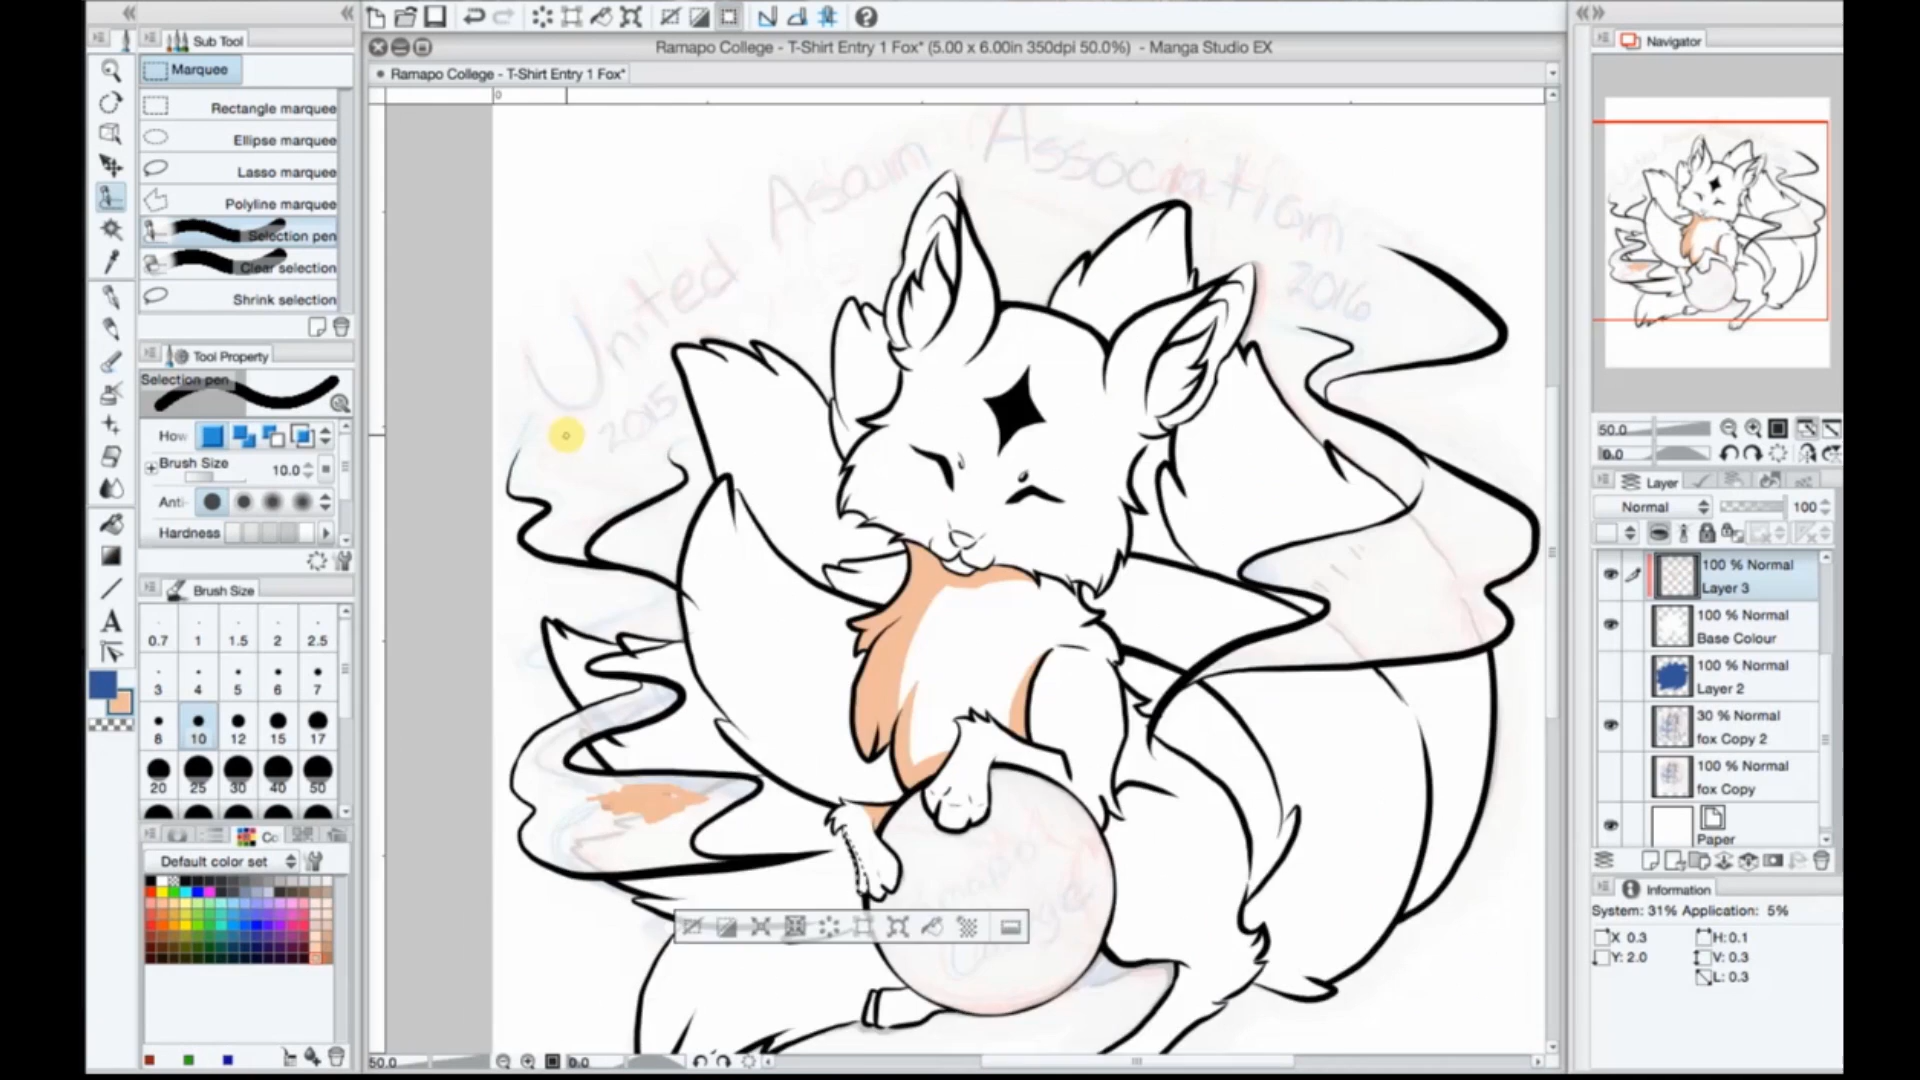 Sub Tool
Marquee
Rectangle marquee
Ellipse marquee
Lasso marquee
Polyline marquee
Selection pen
Clear selection
Shrink selection
Tool Property
Selection pen
How
Brush Size 10.0
Anti-
Hardness
Brush Size
0.7 1 1.5 2 2.5
3 4 5 6 7
8 10 12 15 17
20 25 30 40 50
Co
Default color set
Ramapo College - T-Shirt Entry 1 Fox* (5.00 x 6.00in 350dpi 50.0%) - Manga Studio EX
Ramapo College - T-Shirt Entry 1 Fox*
0
United Asain Association
2015
2016
50.0
0.0
Navigator
50.0
0.0
Layer
Normal 100
100 % Normal
Layer 3
100 % Normal
Base Colour
100 % Normal
Layer 2
30 % Normal
fox Copy 2
100 % Normal
fox Copy
Paper
Information
System: 31% Application: 5%
X 0.3 H:0.1
Y: 2.0 V: 0.3
L: 0.3